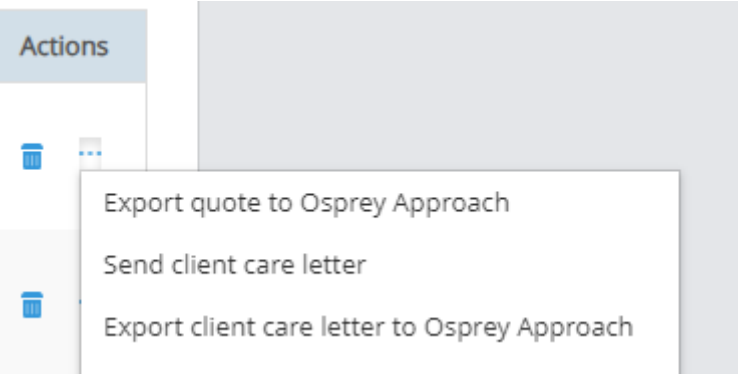 Actions
Export quote to Osprey Approach
Send client care letter
Export client care letter to Osprey Approach